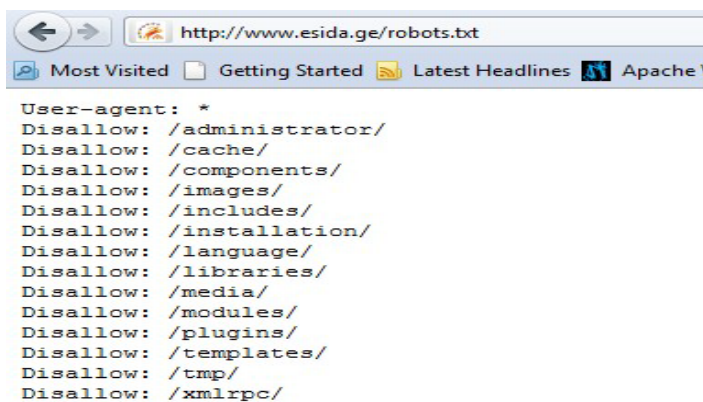 http://www.esida.ge/robots.txt
Most Visited Getting Started Latest Headlines Apache
User-agent: *
Disallow: /administrator/
Disallow: /cache/
Disallow: /components/
Disallow: /images/
Disallow: /includes/
Disallow: /installation/
Disallow: /language/
Disallow: /libraries/
Disallow: /media/
Disallow: /modules/
Disallow: /plugins/
Disallow: /templates/
Disallow: /tmp/
Disallow: /xmlrpc/